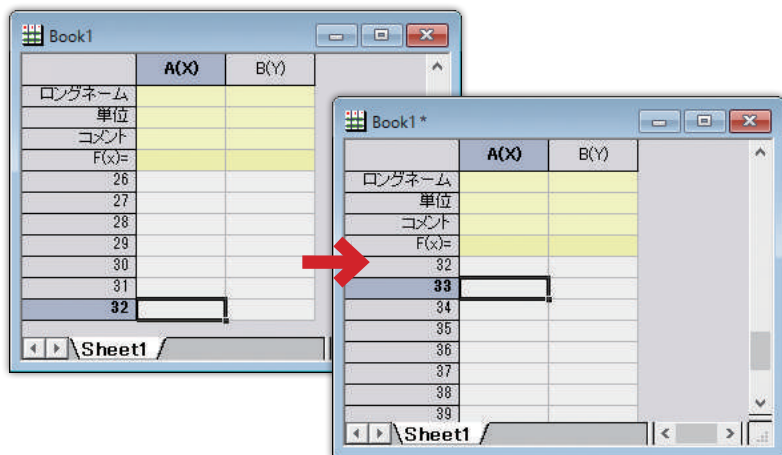 Book1
A(X) B(Y)
ロングネーム
単位
コメント
F(x)=
26
27
28
29
30
31
32
Sheet1
Book1 *
A(X) B(Y)
ロングネーム
単位
コメント
F(x)=
32
33
34
35
36
37
38
39
Sheet1